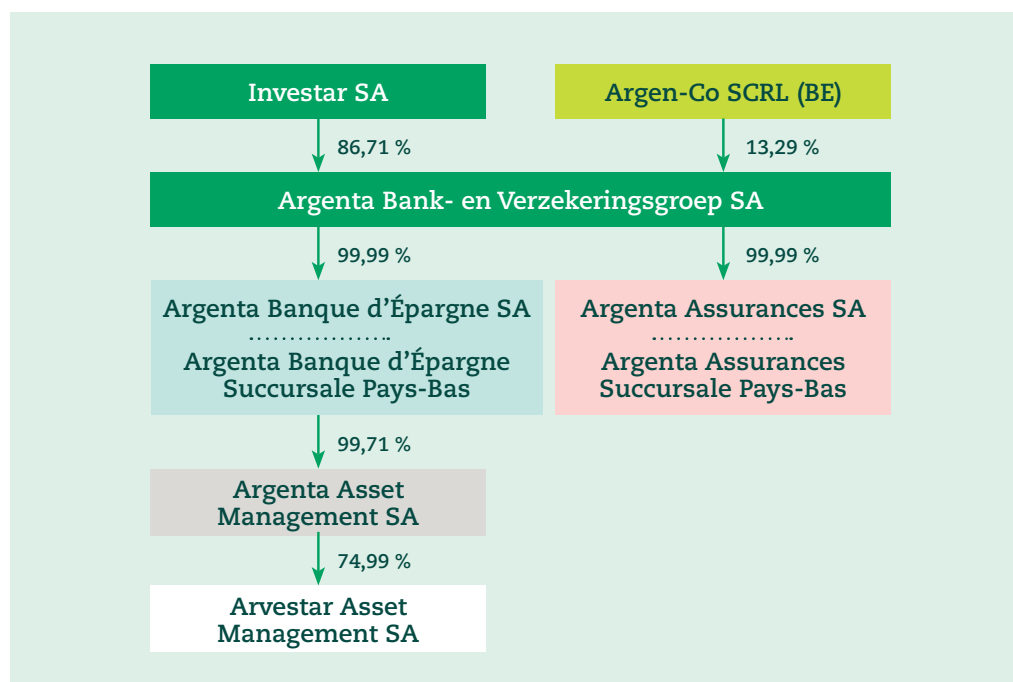 Investar SA
Argen-Co SCRL (BE)
86,71 %
13,29 %
Argenta Bank- en Verzekeringsgroep SA
99,99 %
99,99 %
Argenta Banque d'Épargne SA
Argenta Banque d'Épargne
Succursale Pays-Bas
Argenta Assurances SA
Argenta Assurances
Succursale Pays-Bas
99,71 %
Argenta Asset
Management SA
74,99 %
Arvestar Asset
Management SA